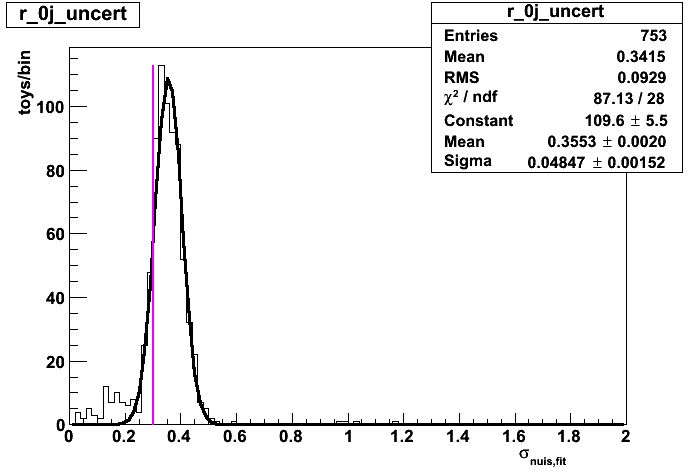 r_0j_uncert
r_0j_uncert
Entries 753
Mean 0.3415
RMS 0.0929
χ² / ndf 87.13 / 28
Constant 109.6 ± 5.5
Mean 0.3553 ± 0.0020
Sigma 0.04847 ± 0.00152
toys/bin
100
80
60
40
20
0
0 0.2 0.4 0.6 0.8 1 1.2 1.4 1.6 1.8 2
σnuis,fit